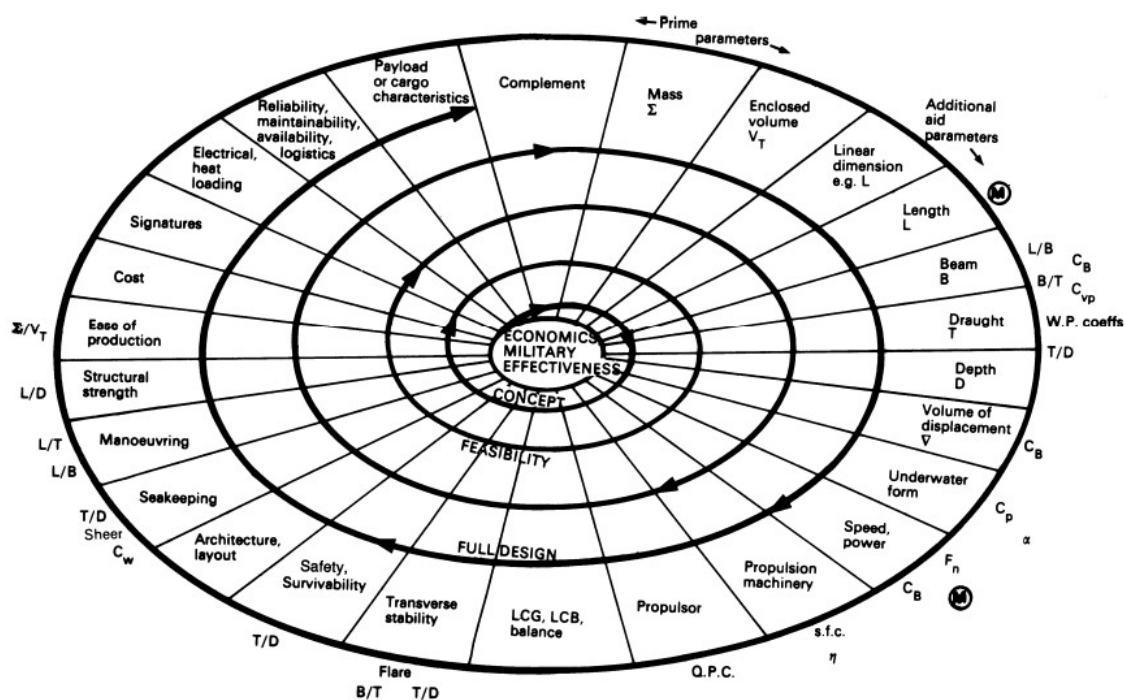 Prime
parameters
Payload
or cargo
characteristics
Complement
Mass
Σ
Enclosed
volume
V_T
Additional
aid
parameters
Reliability,
maintainability,
availability,
logistics
Linear
dimension
e.g. L
Electrical,
heat
loading
Length
L
M
Signatures
Beam
B
L/B C_B
B/T C_vp
Cost
Draught
T
W.P. coeffs
Σ/V_T
Ease of
production
T/D
ECONOMICS
MILITARY
EFFECTIVENESS
Structural
strength
L/D
Depth
D
CONCEPT
Volume of
displacement
∇
C_B
Manoeuvring
L/T
L/B
FEASIBILITY
Underwater
form
C_p
α
Seakeeping
T/D
Sheer
C_w
Speed,
power
F_n
C_B
M
Architecture,
layout
FULL DESIGN
Propulsion
machinery
s.f.c.
η
Safety,
Survivability
T/D
Transverse
stability
LCG, LCB,
balance
Propulsor
Q.P.C.
Flare
B/T T/D